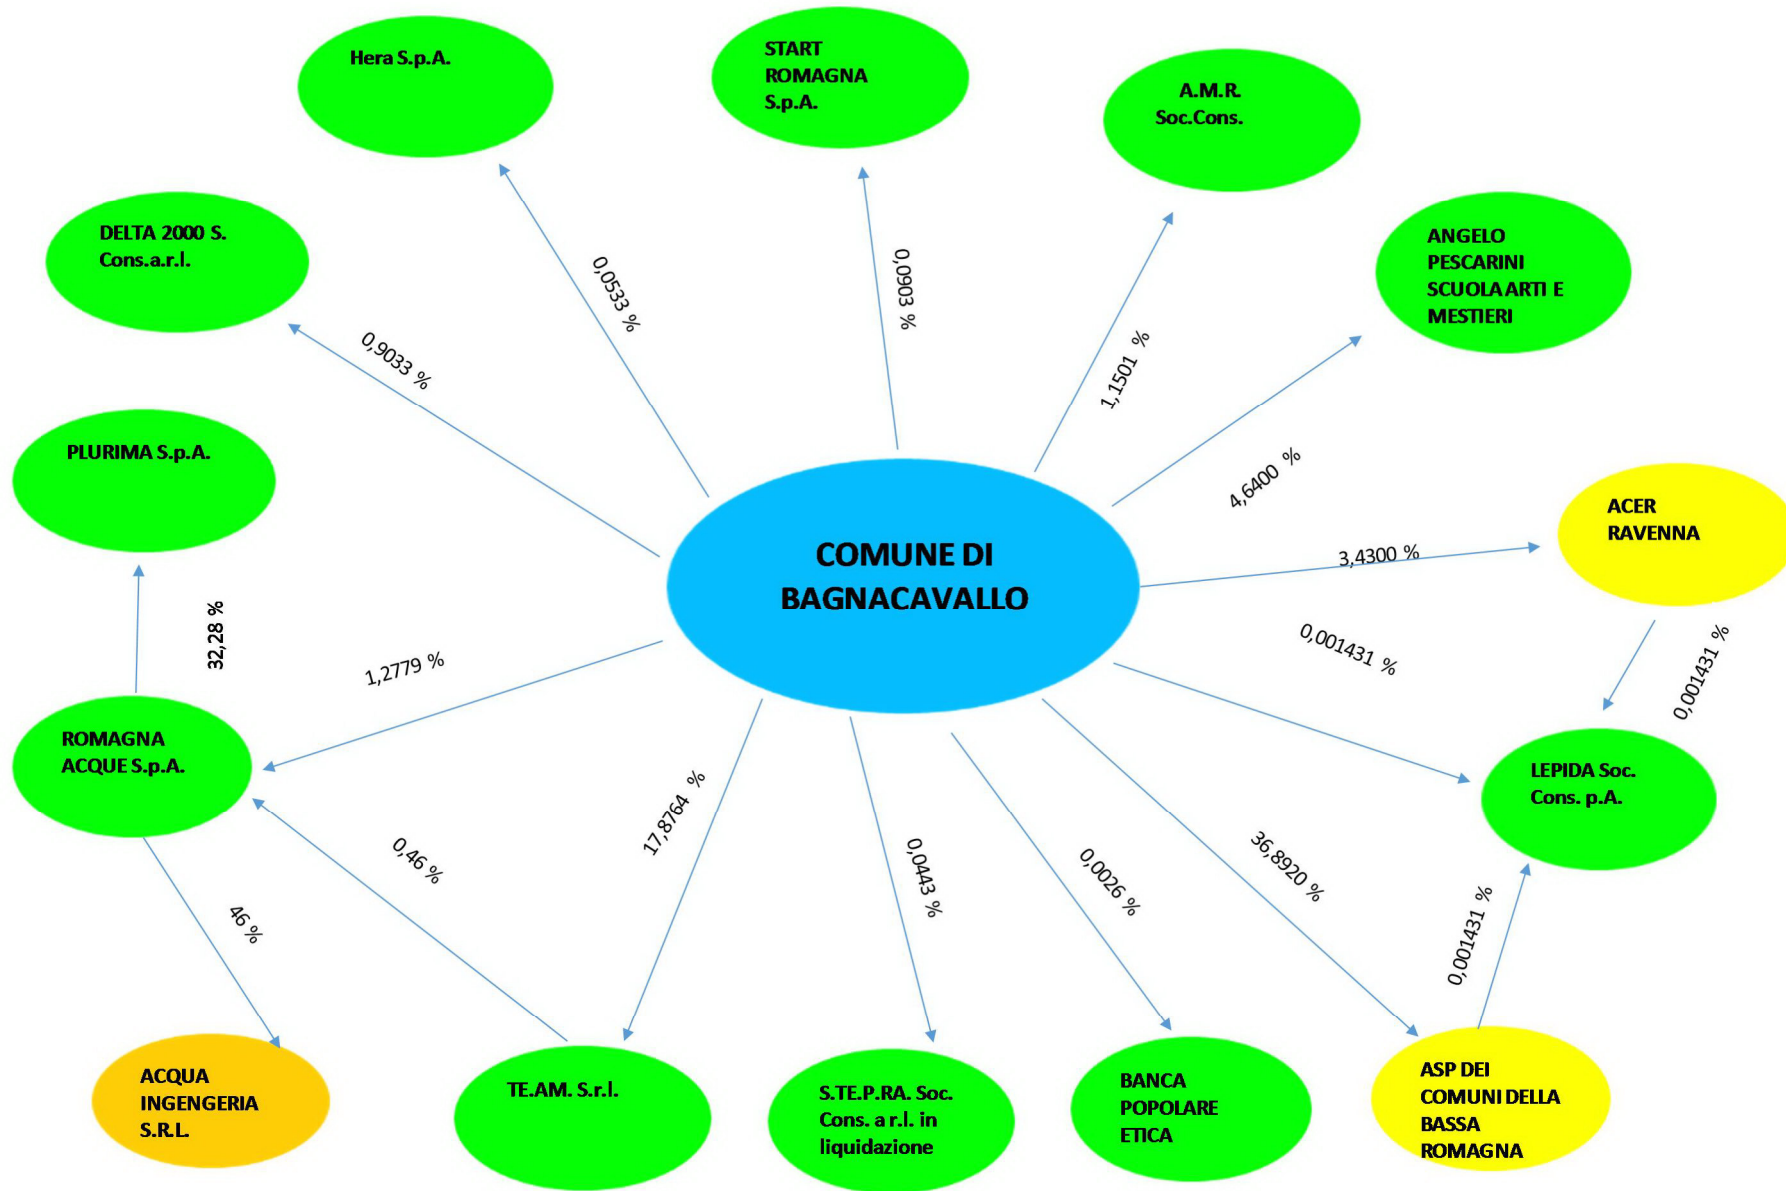 Hera S.p.A.
START
ROMAGNA
S.p.A.
A.M.R.
Soc.Cons.
DELTA 2000 S.
Cons.a.r.l.
ANGELO
PESCARINI
SCUOLA ARTI E
MESTIERI
0,0533 %
0,0903 %
0,9033 %
1,1501 %
4,6400 %
PLURIMA S.p.A.
ACER
RAVENNA
COMUNE DI
BAGNACAVALLO
3,4300 %
32,28 %
1,2779 %
0,001431 %
0,001431 %
ROMAGNA
ACQUE S.p.A.
LEPIDA Soc.
Cons. p.A.
17,8764 %
0,46 %
0,0443 %
0,0026 %
36,8920 %
46 %
0,001431 %
ACQUA
INGENGERIA
S.R.L.
TE.AM. S.r.l.
S.TE.P.RA. Soc.
Cons. a r.l. in
liquidazione
BANCA
POPOLARE
ETICA
ASP DEI
COMUNI DELLA
BASSA
ROMAGNA